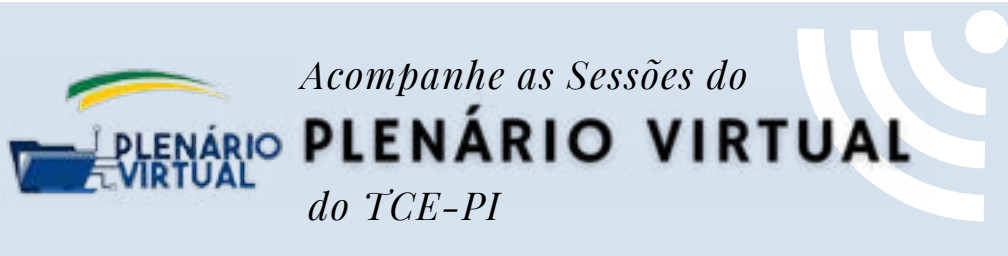 PLENÁRIO
VIRTUAL
Acompanhe as Sessões do
PLENÁRIO VIRTUAL
do TCE-PI